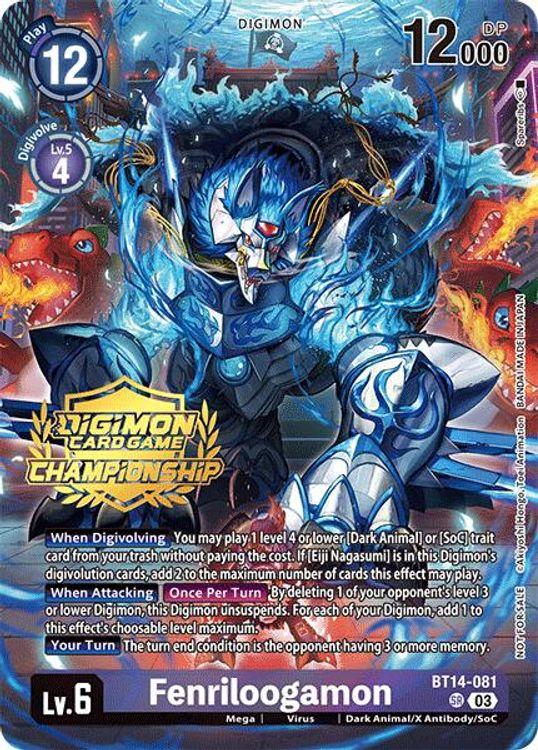 Play
12
DIGIMON
12000
DP
Digivolve
Lv.5
4
Spareribs
DIGIMON
CARD GAME
CHAMPIONSHIP
When Digivolving You may play 1 level 4 or lower [Dark Animal] or [SoC] trait
card from your trash without paying the cost. If [Eiji Nagasumi] is in this Digimon's
digivolution cards, add 2 to the maximum number of cards this effect may play.
When Attacking Once Per Turn By deleting 1 of your opponent's level 3
or lower Digimon, this Digimon unsuspends. For each of your Digimon, add 1 to
this effect's choosable level maximum.
Your Turn The turn end condition is the opponent having 3 or more memory.
NOT FOR SALE ©Akiyoshi Hongo, Toei Animation BANDAI MADE IN JAPAN
Lv.6
Fenriloogamon
BT14-081
SR 03
Mega | Virus | Dark Animal/X Antibody/SoC